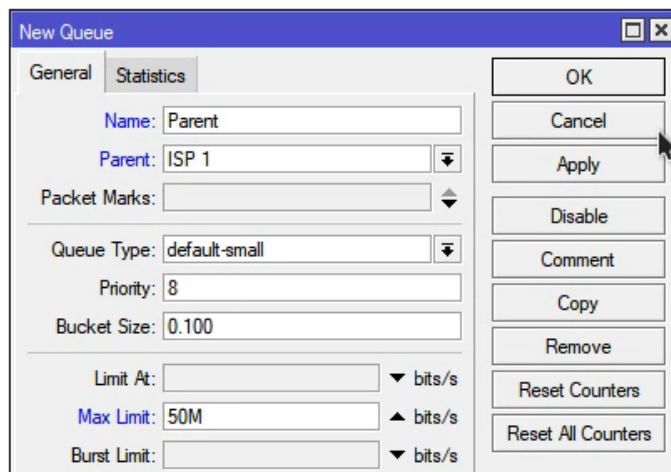 New Queue
General Statistics
Name: Parent
Parent: ISP 1
Packet Marks:
Queue Type: default-small
Priority: 8
Bucket Size: 0.100
Limit At: bits/s
Max Limit: 50M bits/s
Burst Limit: bits/s
OK
Cancel
Apply
Disable
Comment
Copy
Remove
Reset Counters
Reset All Counters